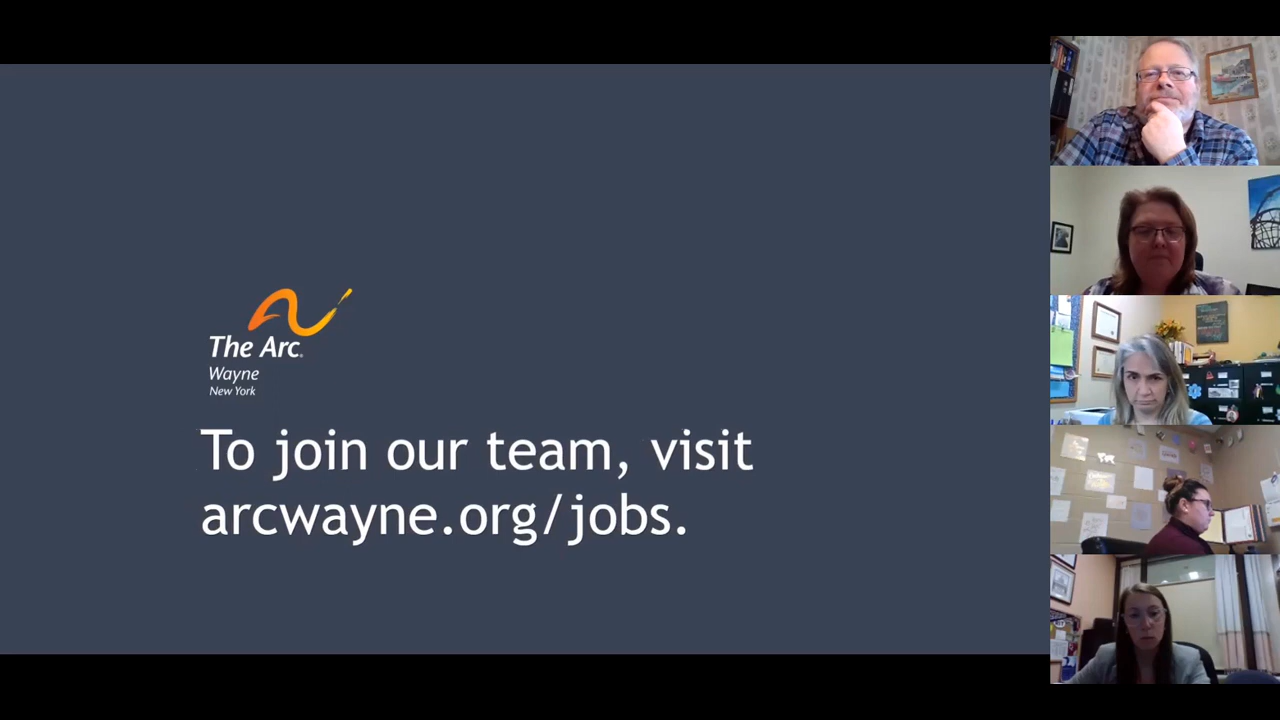 The Arc®
Wayne
New York
To join our team, visit
arcwayne.org/jobs.